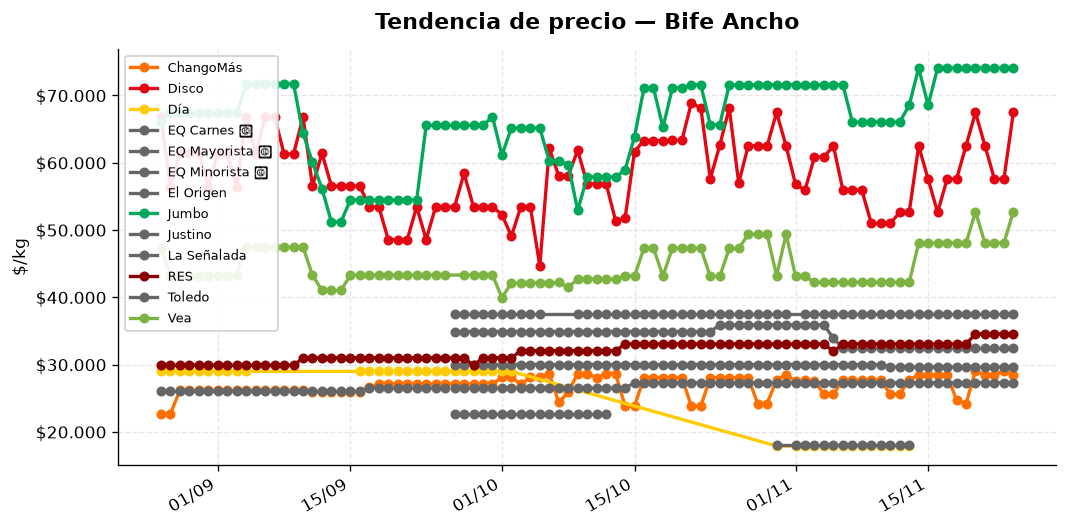 Tendencia de precio — Bife Ancho
$/kg
$70.000
$60.000
$50.000
$40.000
$30.000
$20.000
ChangoMás
Disco
Día
EQ Carnes
EQ Mayorista
EQ Minorista
El Origen
Jumbo
Justino
La Señalada
RES
Toledo
Vea
01/09
15/09
01/10
15/10
01/11
15/11